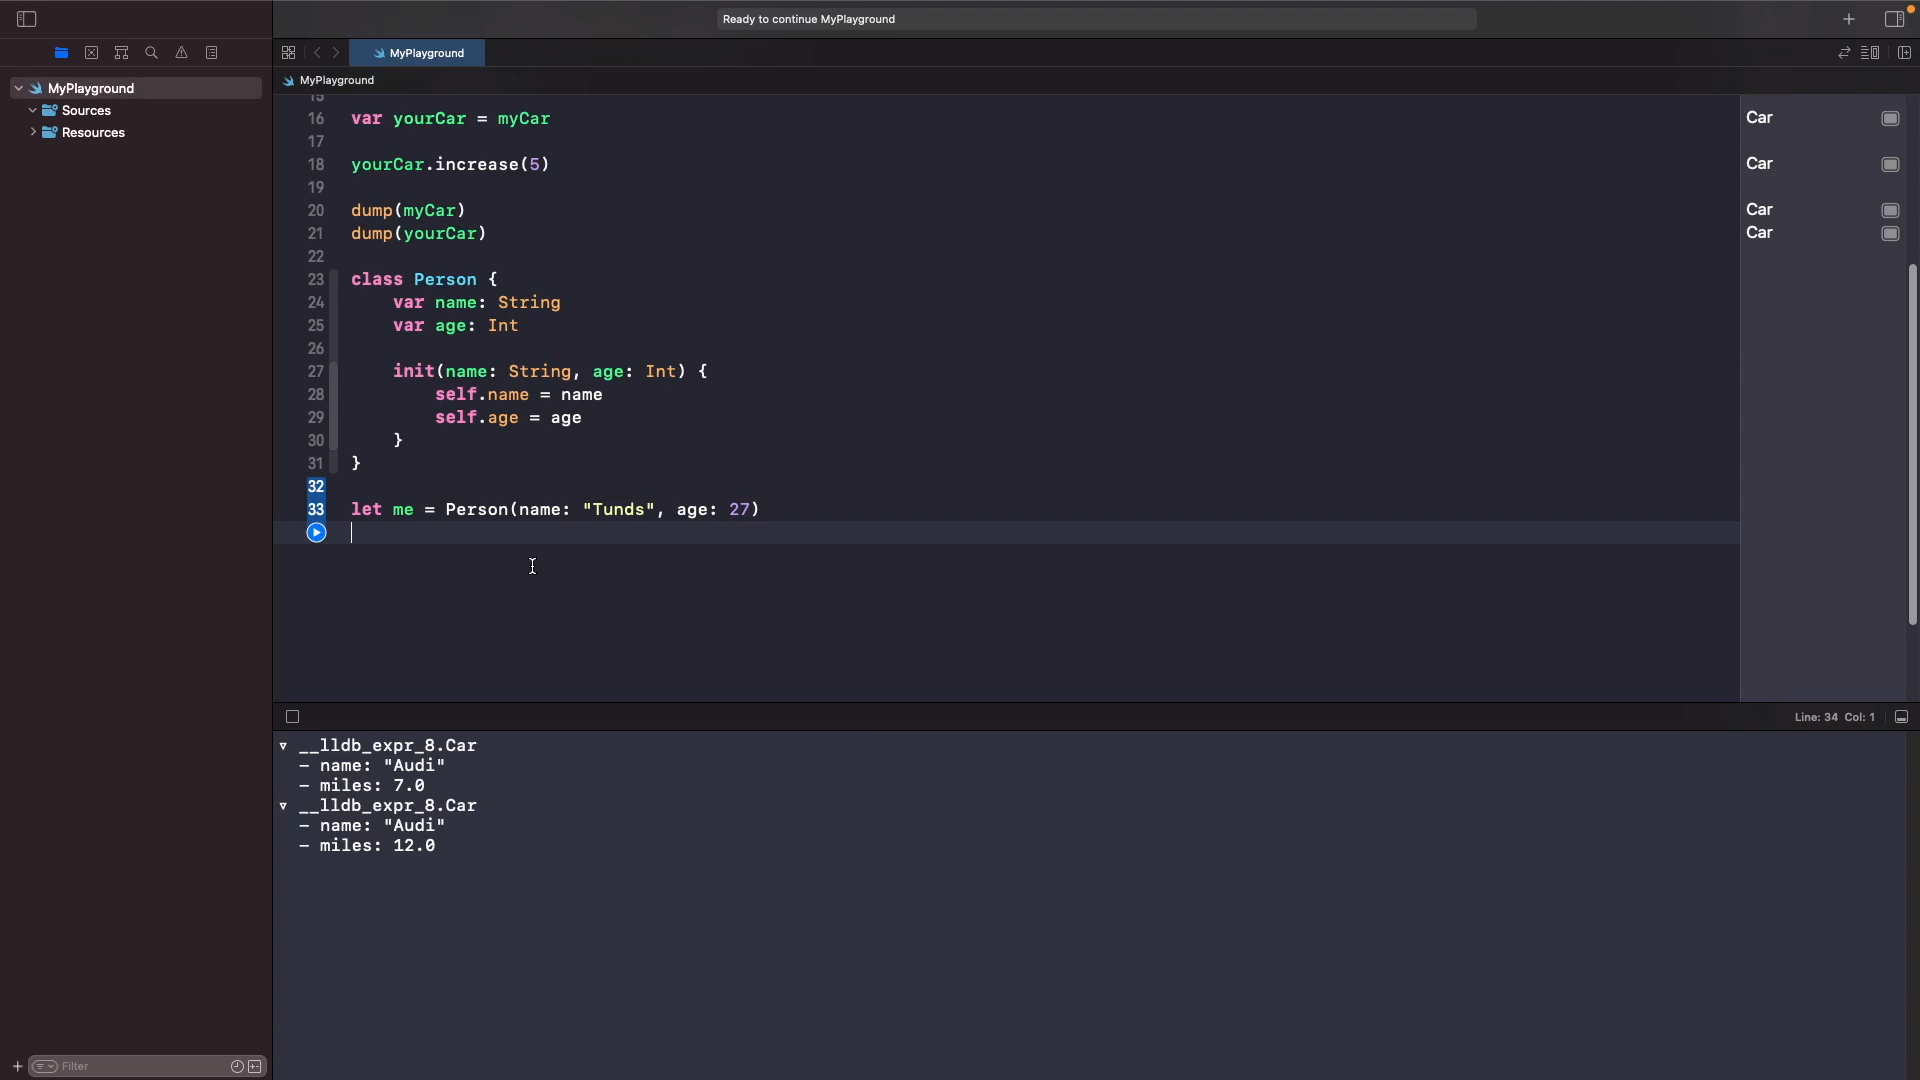 Ready to continue MyPlayground
MyPlayground
MyPlayground
MyPlayground
Sources
Resources
15
16 var yourCar = myCar
17
18 yourCar.increase(5)
19
20 dump(myCar)
21 dump(yourCar)
22
23 class Person {
24 var name: String
25 var age: Int
26
27 init(name: String, age: Int) {
28 self.name = name
29 self.age = age
30 }
31 }
32
33 let me = Person(name: "Tunds", age: 27)
Car
Car
Car
Car
Line: 34 Col: 1
__lldb_expr_8.Car
- name: "Audi"
- miles: 7.0
__lldb_expr_8.Car
- name: "Audi"
- miles: 12.0
Filter